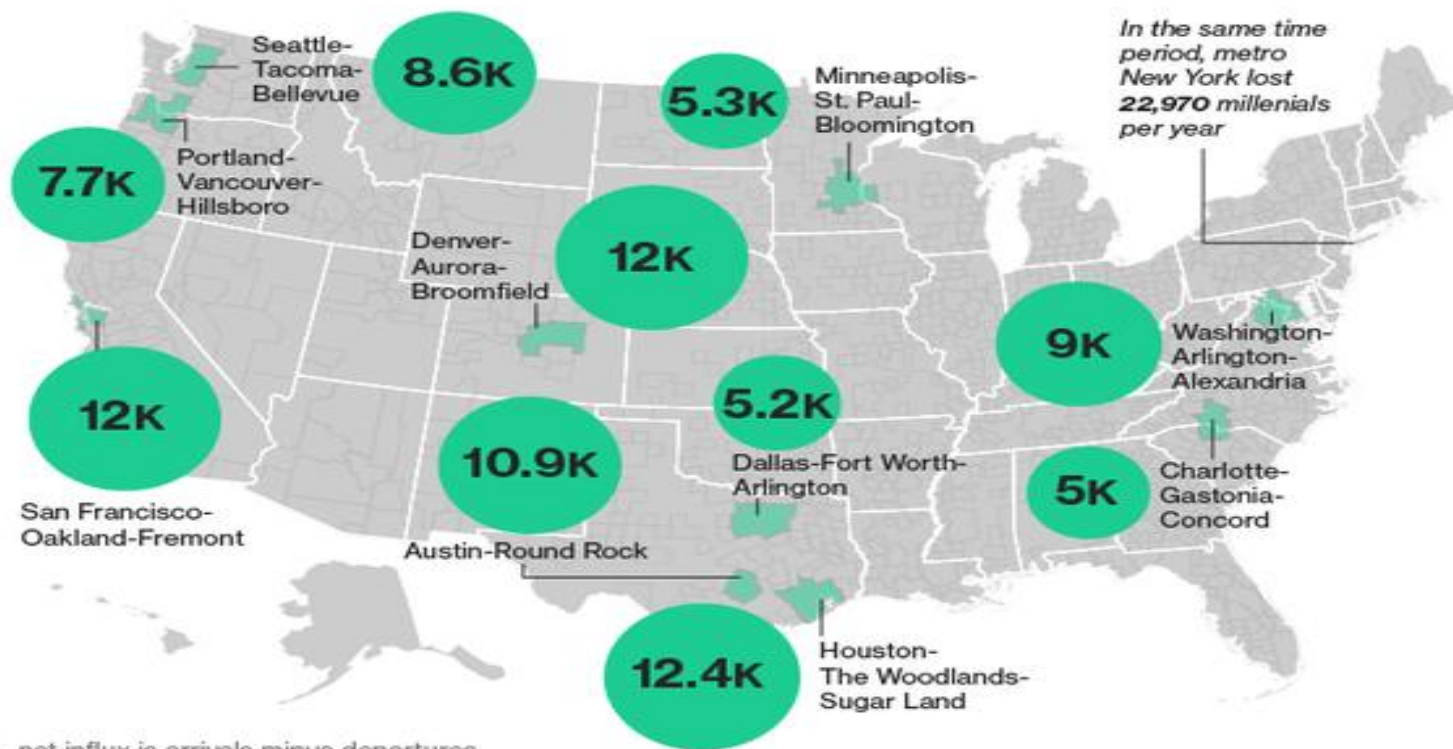 Seattle-
Tacoma-
Bellevue
8.6K
5.3K
Minneapolis-
St. Paul-
Bloomington
In the same time
period, metro
New York lost
22,970 millenials
per year
7.7K
Portland-
Vancouver-
Hillsboro
Denver-
Aurora-
Broomfield
12K
9K
Washington-
Arlington-
Alexandria
12K
San Francisco-
Oakland-Fremont
10.9K
Austin-Round Rock
5.2K
Dallas-Fort Worth-
Arlington
5K
Charlotte-
Gastonia-
Concord
12.4K
Houston-
The Woodlands-
Sugar Land
net influx is arrivals minus departures